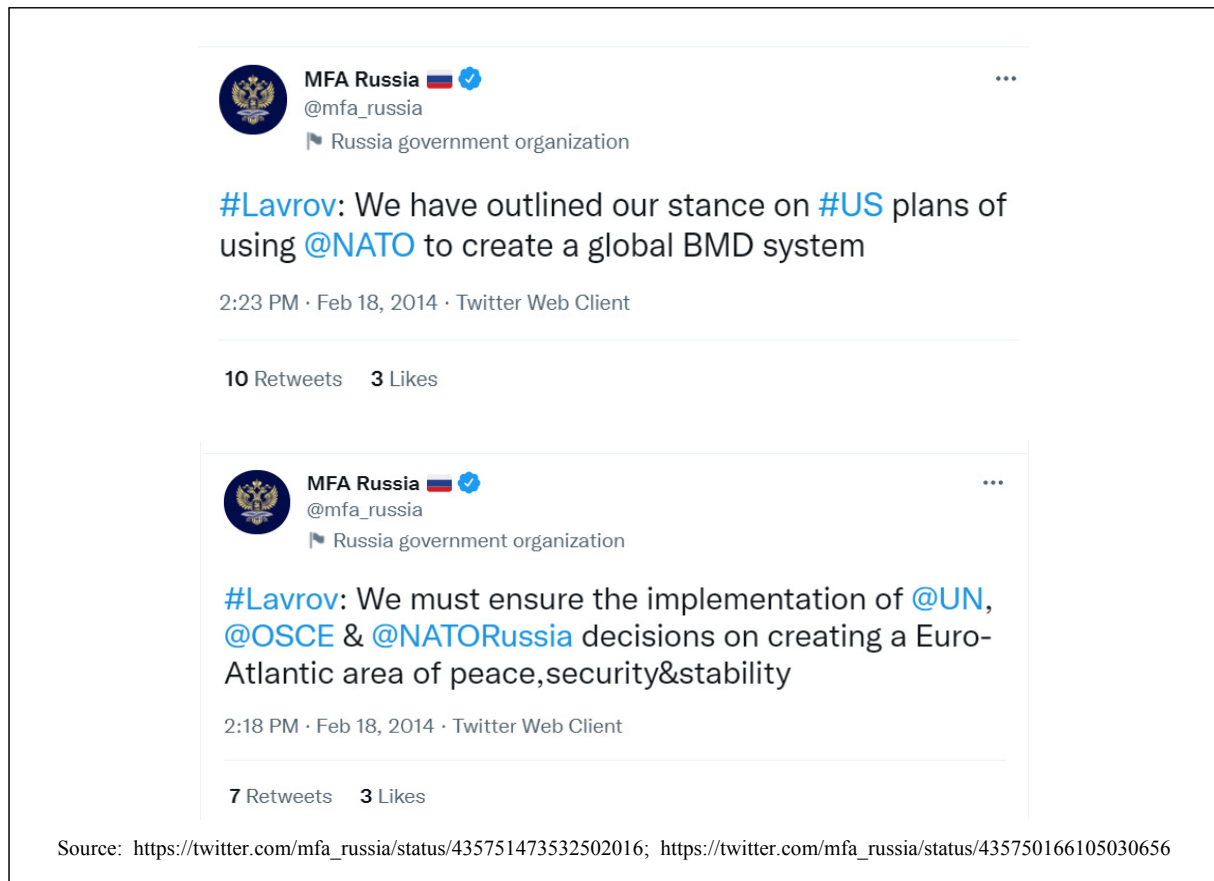 MFA Russia 🇷🇺
@mfa_russia
Russia government organization
#Lavrov: We have outlined our stance on #US plans of
using @NATO to create a global BMD system
2:23 PM · Feb 18, 2014 · Twitter Web Client
10 Retweets 3 Likes
MFA Russia 🇷🇺
@mfa_russia
Russia government organization
#Lavrov: We must ensure the implementation of @UN,
@OSCE & @NATORussia decisions on creating a Euro-
Atlantic area of peace,security&stability
2:18 PM · Feb 18, 2014 · Twitter Web Client
7 Retweets 3 Likes
Source: https://twitter.com/mfa_russia/status/435751473532502016; https://twitter.com/mfa_russia/status/435750166105030656